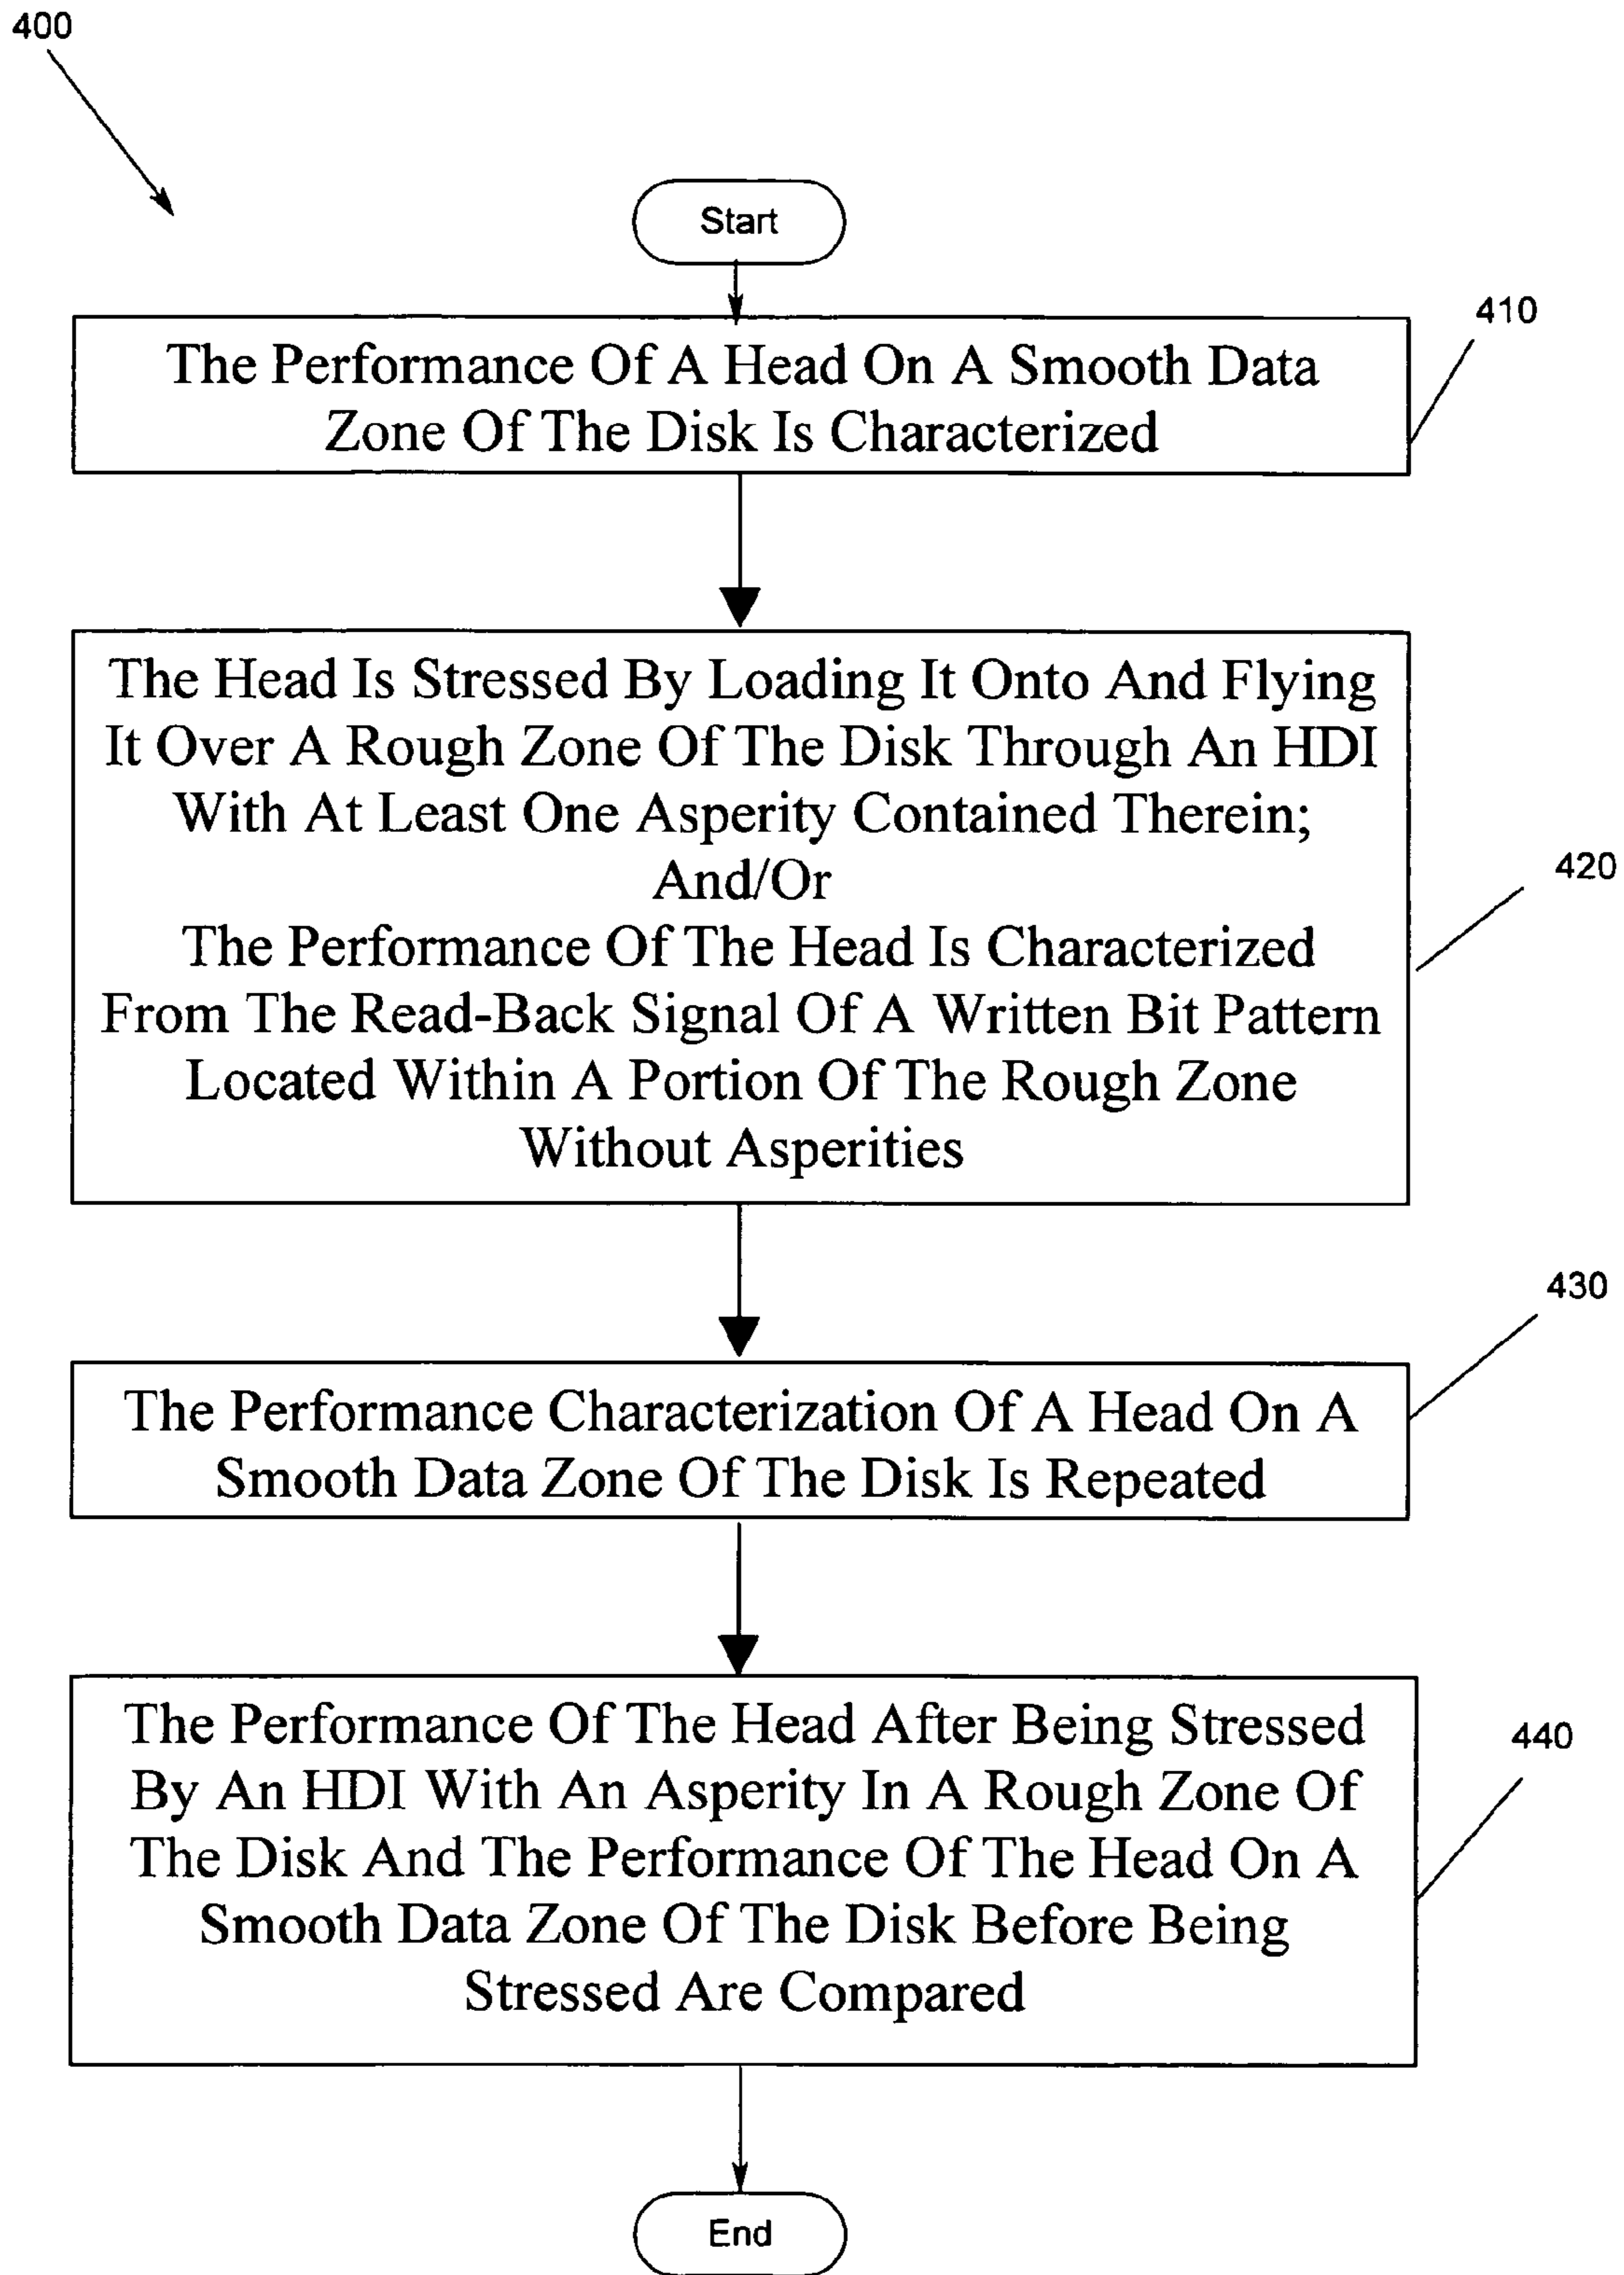 400
Start
410
The Performance Of A Head On A Smooth Data
Zone Of The Disk Is Characterized
The Head Is Stressed By Loading It Onto And Flying
It Over A Rough Zone Of The Disk Through An HDI
With At Least One Asperity Contained Therein;
And/Or
420
The Performance Of The Head Is Characterized
From The Read-Back Signal Of A Written Bit Pattern
Located Within A Portion Of The Rough Zone
Without Asperities
430
The Performance Characterization Of A Head On A
Smooth Data Zone Of The Disk Is Repeated
The Performance Of The Head After Being Stressed
440
By An HDI With An Asperity In A Rough Zone Of
The Disk And The Performance Of The Head On A
Smooth Data Zone Of The Disk Before Being
Stressed Are Compared
End